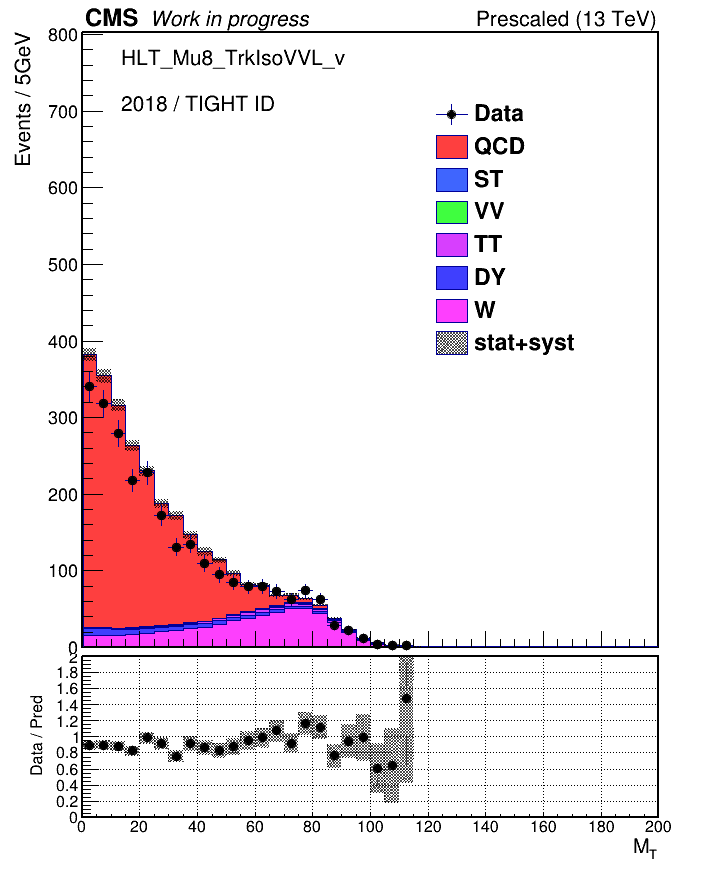 CMS Work in progress Prescaled (13 TeV)
Events / 5GeV
HLT_Mu8_TrkIsoVVL_v
2018 / TIGHT ID
Data
QCD
ST
VV
TT
DY
W
stat+syst
800
700
600
500
400
300
200
100
0
Data / Pred
2
1.8
1.6
1.4
1.2
1
0.8
0.6
0.4
0.2
0
0 20 40 60 80 100 120 140 160 180 200
M_T